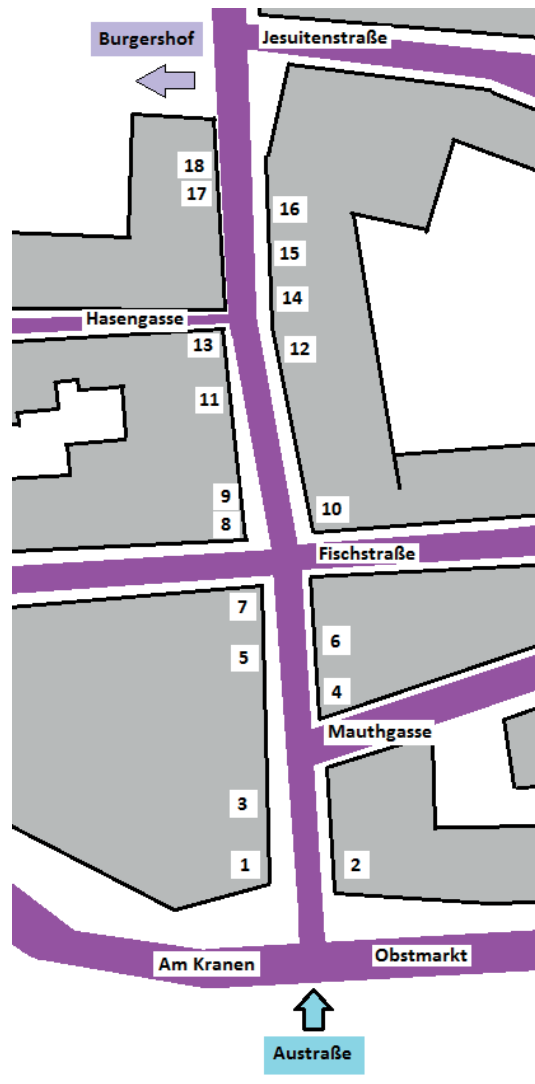 Burgershof
Jesuitenstraße
18
17
16
15
14
Hasengasse
13
12
11
9
10
8
Fischstraße
7
6
5
4
Mauthgasse
3
1
2
Am Kranen
Obstmarkt
Austraße